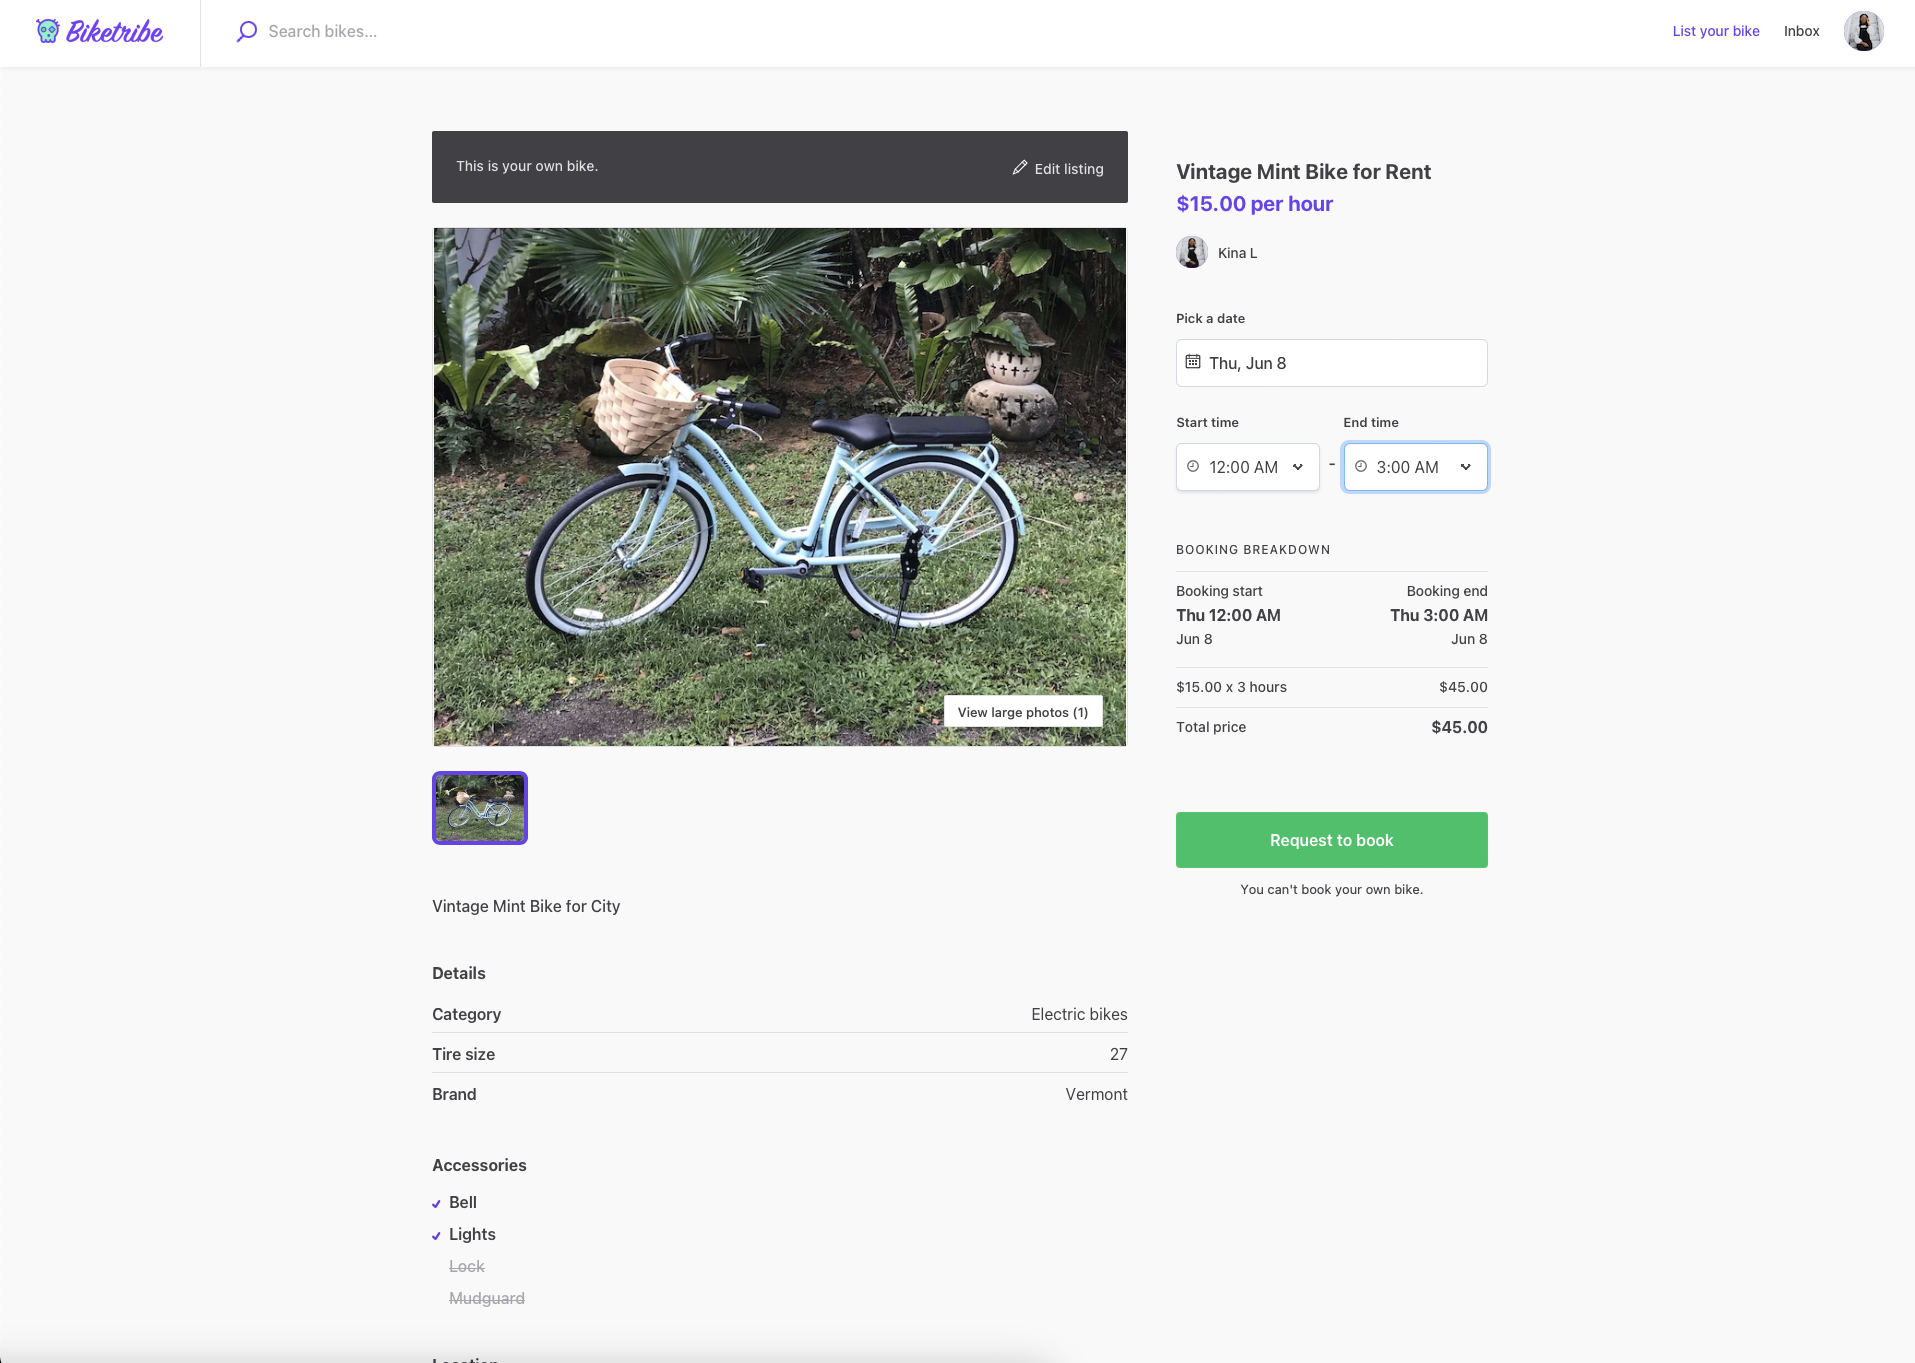 Biketribe
Search bikes...
List your bike
Inbox
This is your own bike.
Edit listing
BTWIN
View large photos (1)
Vintage Mint Bike for City
Details
Category Electric bikes
Tire size 27
Brand Vermont
Accessories
Bell
Lights
Lock
Mudguard
Vintage Mint Bike for Rent
$15.00 per hour
Kina L
Pick a date
Thu, Jun 8
Start time End time
12:00 AM - 3:00 AM
BOOKING BREAKDOWN
Booking start Booking end
Thu 12:00 AM Thu 3:00 AM
Jun 8 Jun 8
$15.00 x 3 hours $45.00
Total price $45.00
Request to book
You can't book your own bike.